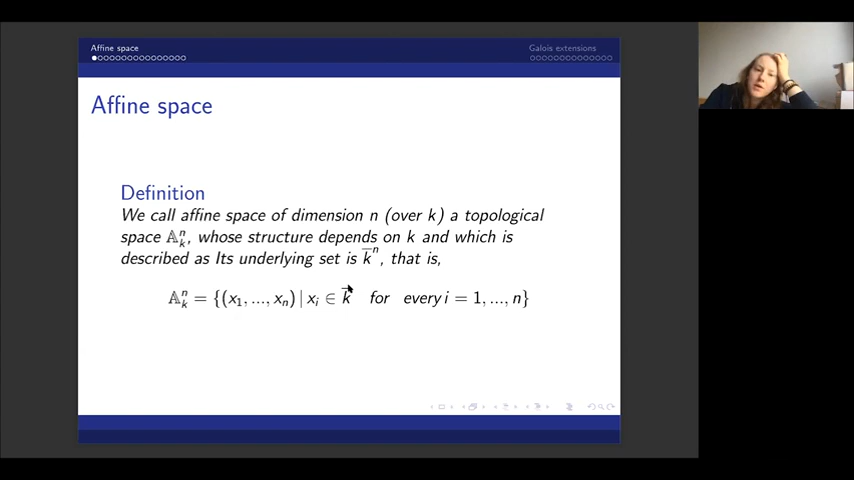 Affine space
Galois extensions
Affine space
Definition
We call affine space of dimension n (over k) a topological
space 𝔸ⁿₖ, whose structure depends on k and which is
described as Its underlying set is k̅ⁿ, that is,
𝔸ⁿₖ = {(x₁, ..., xₙ) | xᵢ ∈ k̅ for every i = 1, ..., n}